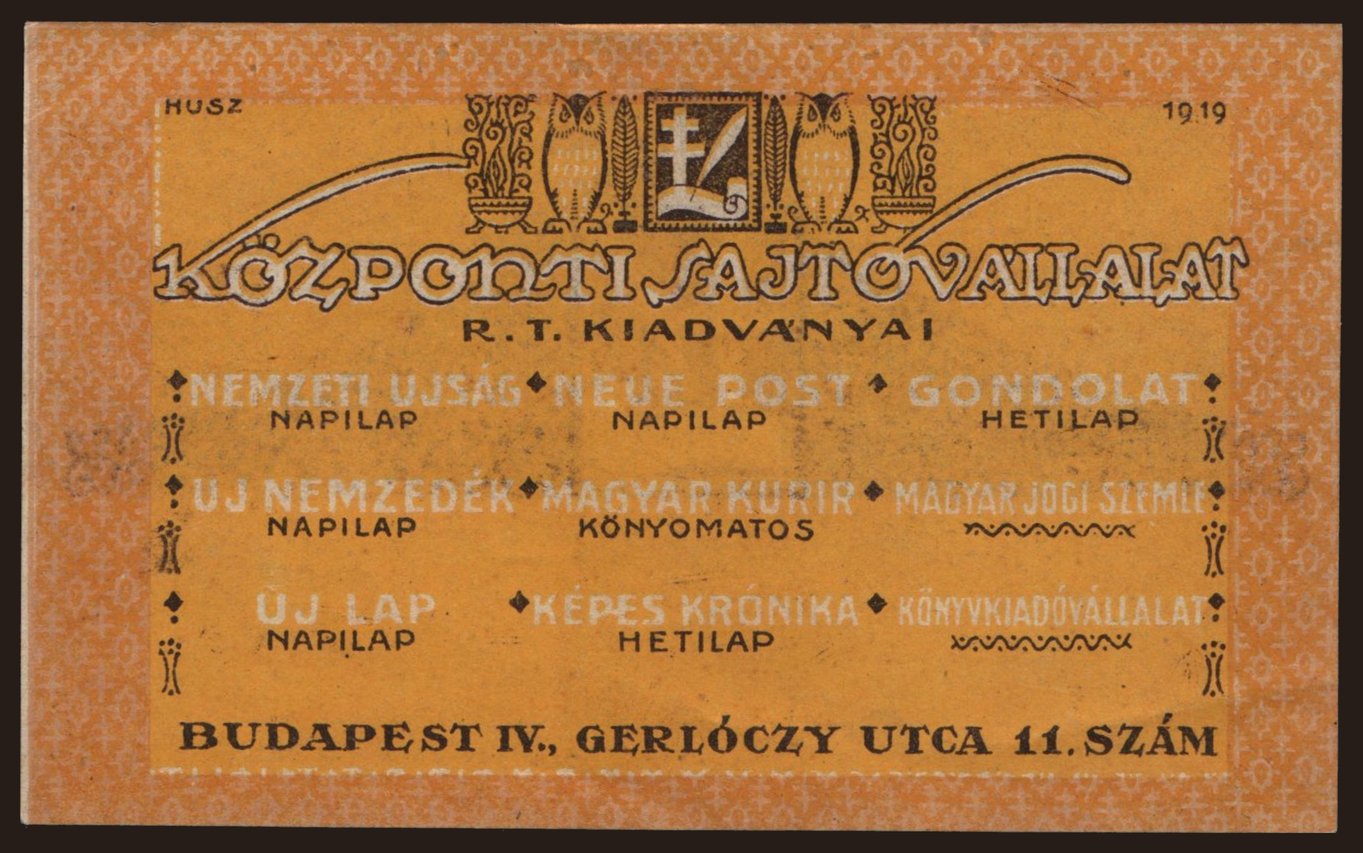 HUSZ
1919
KÖZPONTI SAJTÓVÁLLALAT
R.T. KIADVÁNYAI
NEMZETI UJSÁG NEUE POST GONDOLAT
NAPILAP NAPILAP HETILAP
UJ NEMZEDÉK MAGYAR KURIR MAGYAR JOGI SZEMLE
NAPILAP KŐNYOMATOS
ÚJ LAP KÉPES KRÓNIKA KÖNYVKIADÓVÁLLALAT
NAPILAP HETILAP
BUDAPEST IV., GERLÓCZY UTCA 11. SZÁM